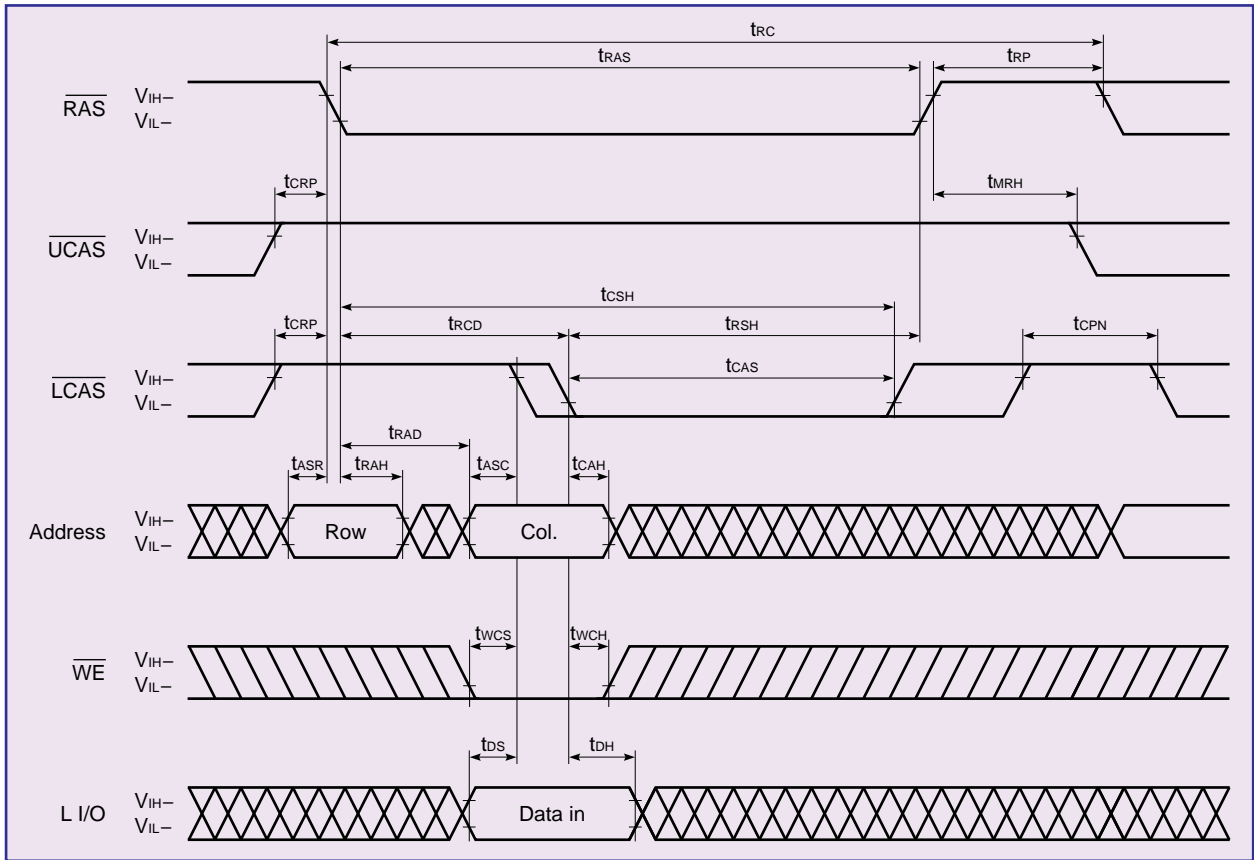 tRC
tRAS tRP
RAS VIH–
VIL–
tCRP tMRH
UCAS VIH–
VIL–
tCSH
tCRP tRCD tRSH tCPN
tCAS
LCAS VIH–
VIL–
tRAD
tASR tRAH tASC tCAH
Address VIH–
VIL–
Row Col.
tWCS tWCH
WE VIH–
VIL–
tDS tDH
L I/O VIH–
VIL–
Data in